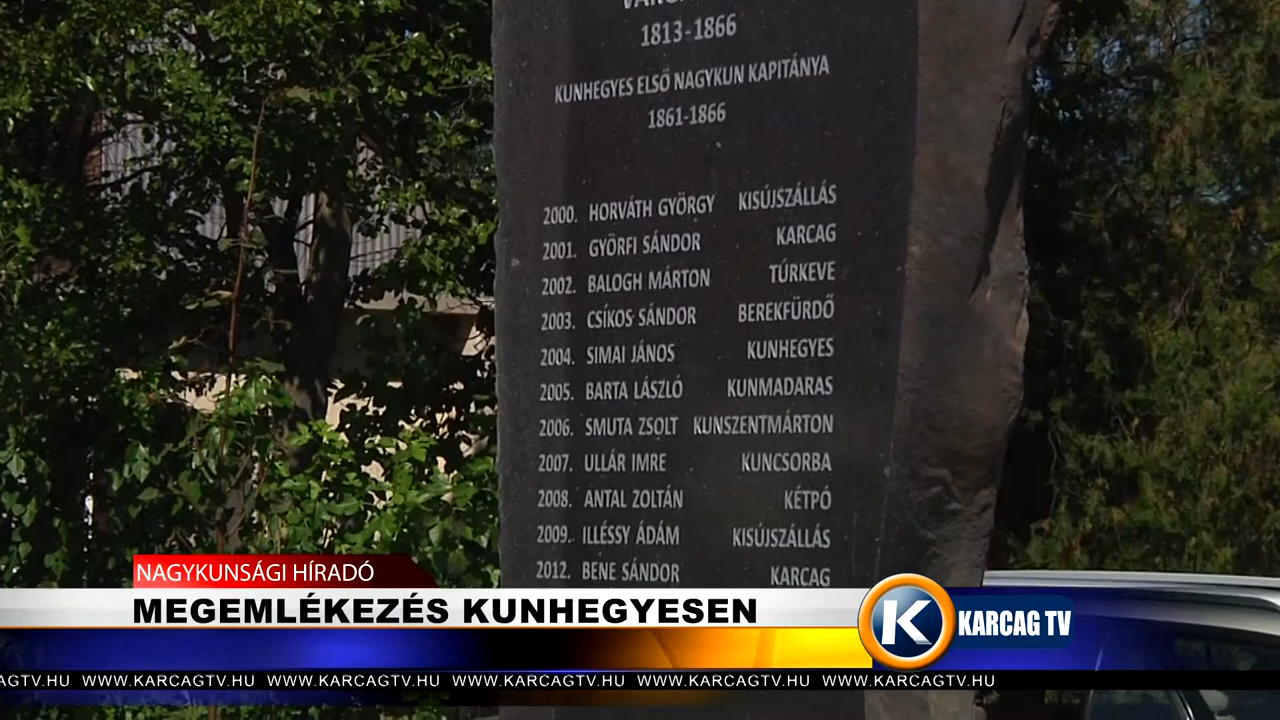 1813-1866
KUNHEGYES ELSŐ NAGYKUN KAPITÁNYA
1861-1866
2000. HORVÁTH GYÖRGY KISÚJSZÁLLÁS
2001. GYÖRFI SÁNDOR KARCAG
2002. BALOGH MÁRTON TÚRKEVE
2003. CSÍKOS SÁNDOR BEREKFÜRDŐ
2004. SIMAI JÁNOS KUNHEGYES
2005. BARTA LÁSZLÓ KUNMADARAS
2006. SMUTA ZSOLT KUNSZENTMÁRTON
2007. ULLÁR IMRE KUNCSORBA
2008. ANTAL ZOLTÁN KÉTPÓ
2009. ILLÉSSY ÁDÁM KISÚJSZÁLLÁS
2012. BENE SÁNDOR KARCAG
NAGYKUNSÁGI HÍRADÓ
MEGEMLÉKEZÉS KUNHEGYESEN
K KARCAG TV
AGTV.HU WWW.KARCAGTV.HU WWW.KARCAGTV.HU WWW.KARCAGTV.HU WWW.KARCAGTV.HU WWW.KARCAGTV.HU